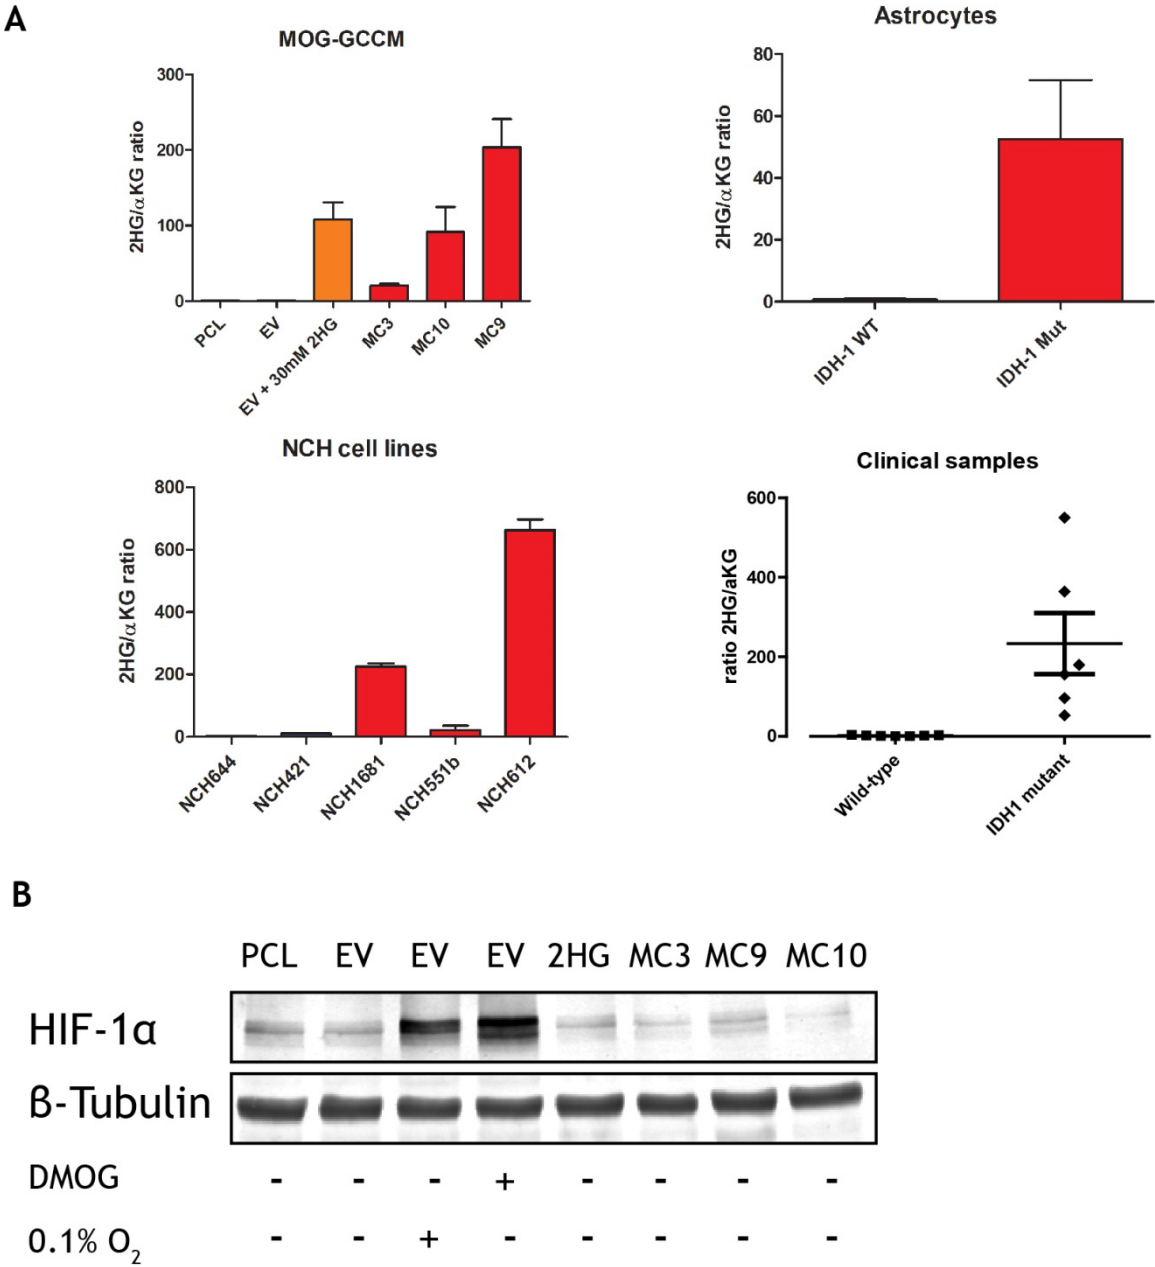 A
MOG-GCCM
2HG/αKG ratio
300
200
100
0
PCL
EV
EV + 30mM 2HG
MC3
MC10
MC9
Astrocytes
2HG/αKG ratio
80
60
40
20
0
IDH-1 WT
IDH-1 Mut
NCH cell lines
2HG/αKG ratio
800
600
400
200
0
NCH644
NCH421
NCH1681
NCH551b
NCH612
Clinical samples
ratio 2HG/aKG
600
400
200
0
Wild-type
IDH1 mutant
B
PCL EV EV EV 2HG MC3 MC9 MC10
HIF-1α
ß-Tubulin
DMOG - - - + - - - -
0.1% O₂ - - + - - - - -